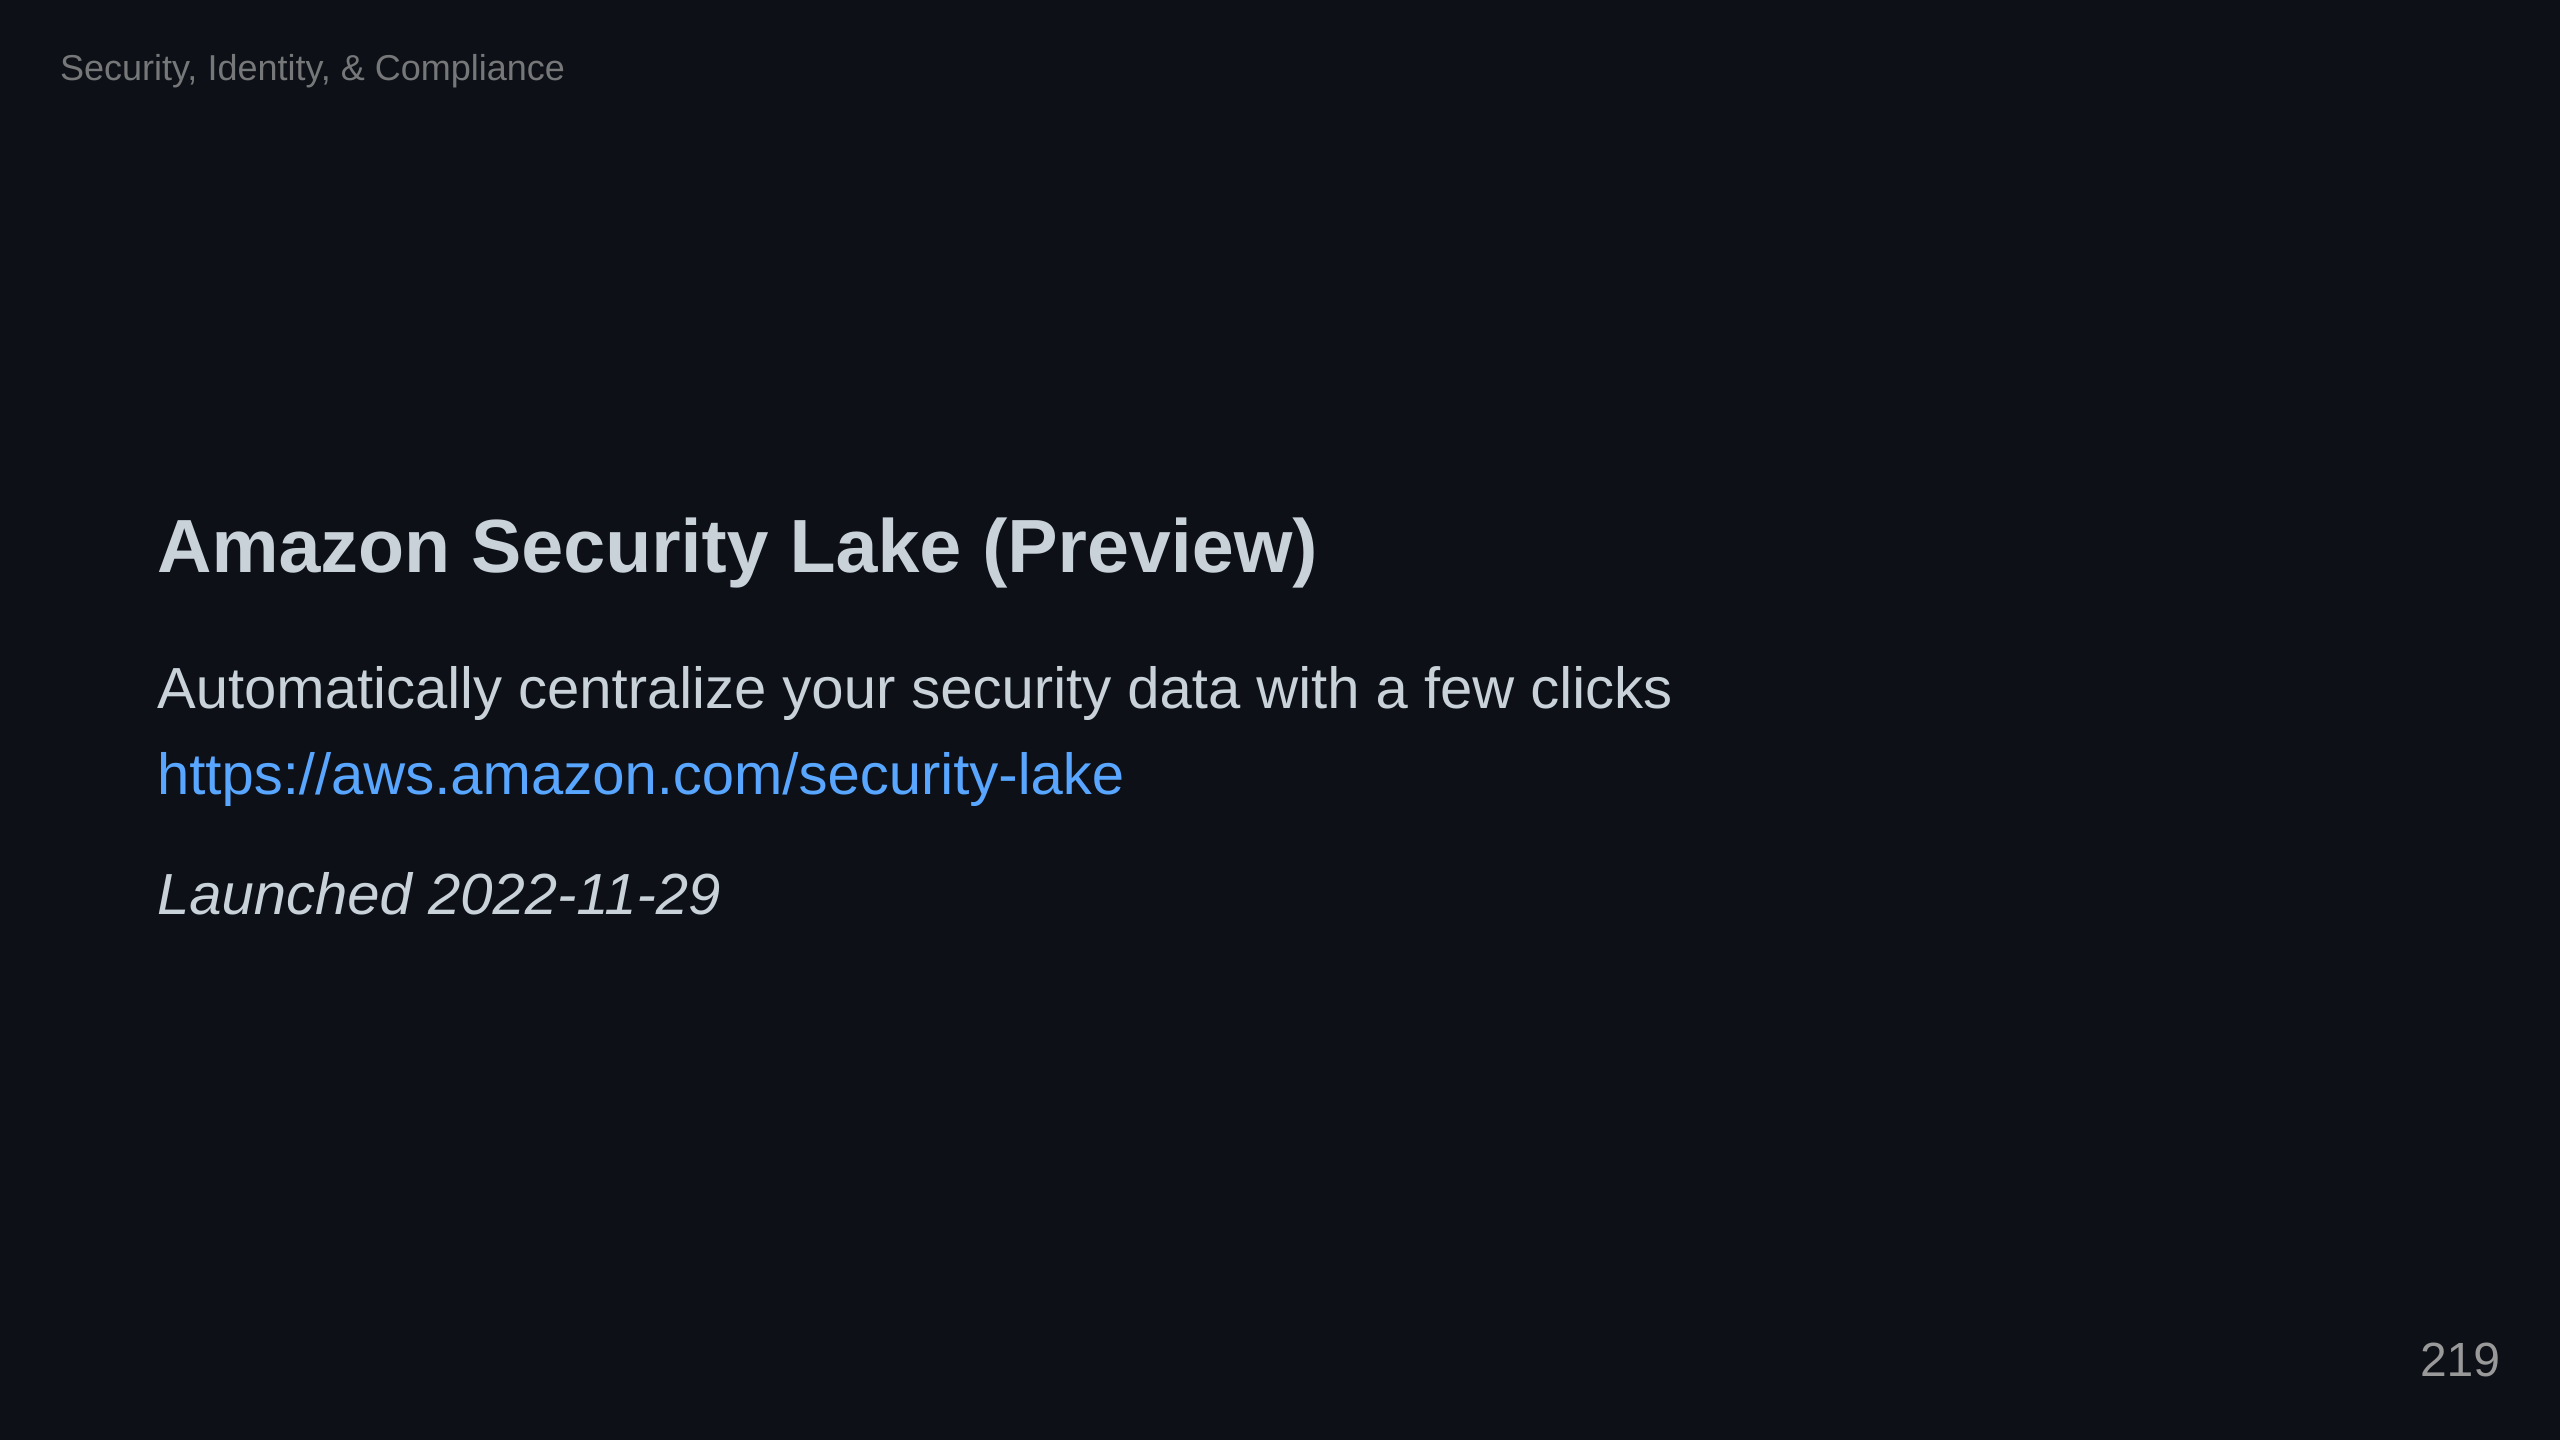 Security, Identity, & Compliance
Amazon Security Lake (Preview)
Automatically centralize your security data with a few clicks
https://aws.amazon.com/security-lake
Launched 2022-11-29
219